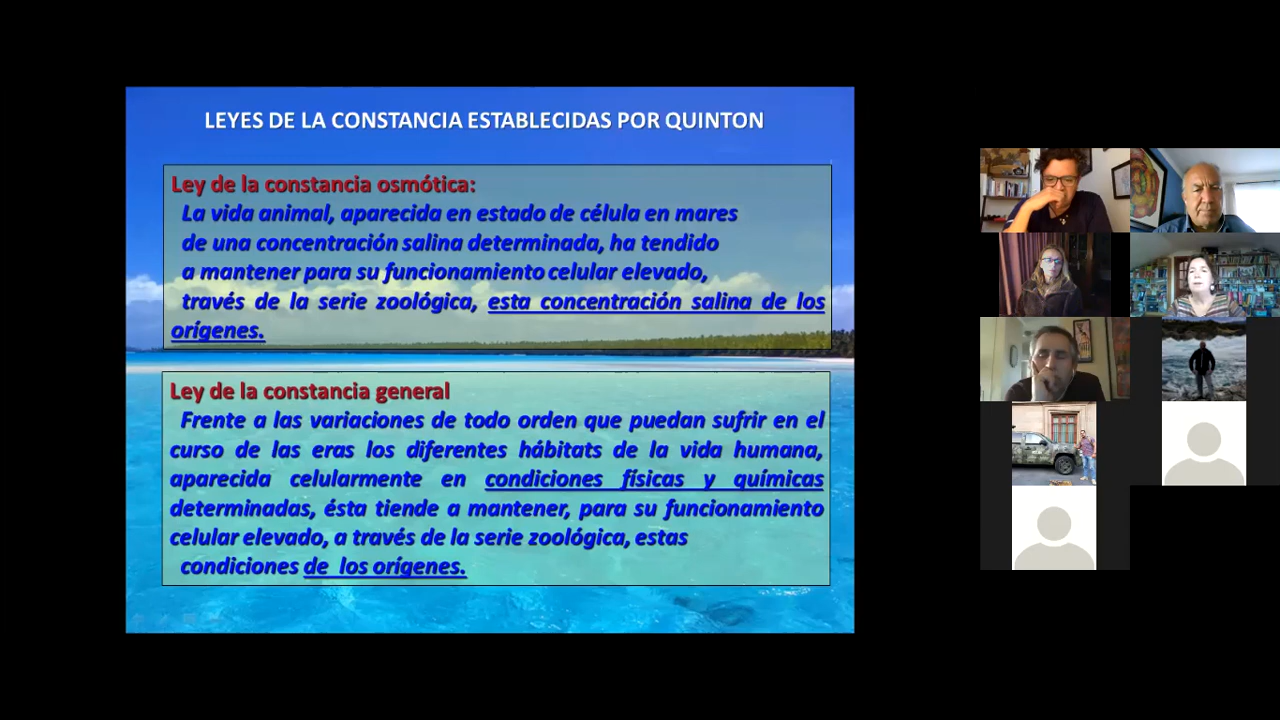 LEYES DE LA CONSTANCIA ESTABLECIDAS POR QUINTON
Ley de la constancia osmótica:
La vida animal, aparecida en estado de célula en mares
de una concentración salina determinada, ha tendido
a mantener para su funcionamiento celular elevado,
través de la serie zoológica, esta concentración salina de los
orígenes.
Ley de la constancia general
Frente a las variaciones de todo orden que puedan sufrir en el
curso de las eras los diferentes hábitats de la vida humana,
aparecida celularmente en condiciones físicas y químicas
determinadas, ésta tiende a mantener, para su funcionamiento
celular elevado, a través de la serie zoológica, estas
condiciones de los orígenes.